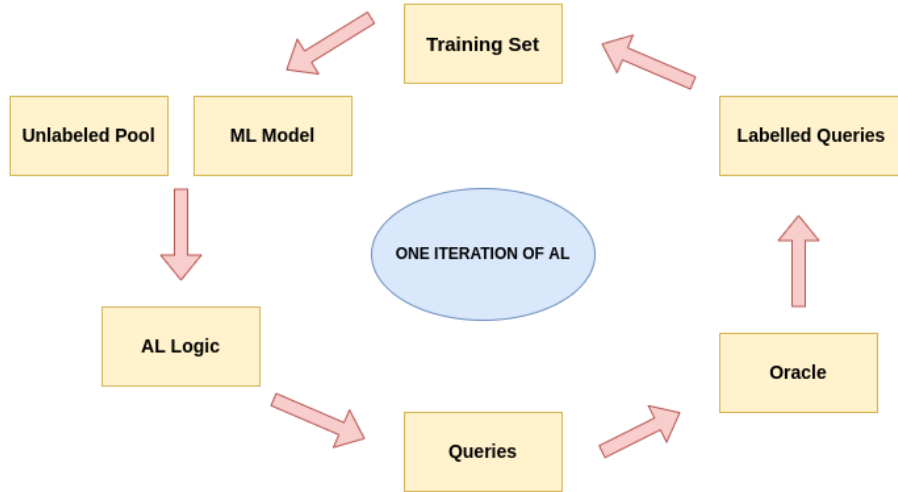 Training Set
Unlabeled Pool
ML Model
Labelled Queries
ONE ITERATION OF AL
AL Logic
Oracle
Queries